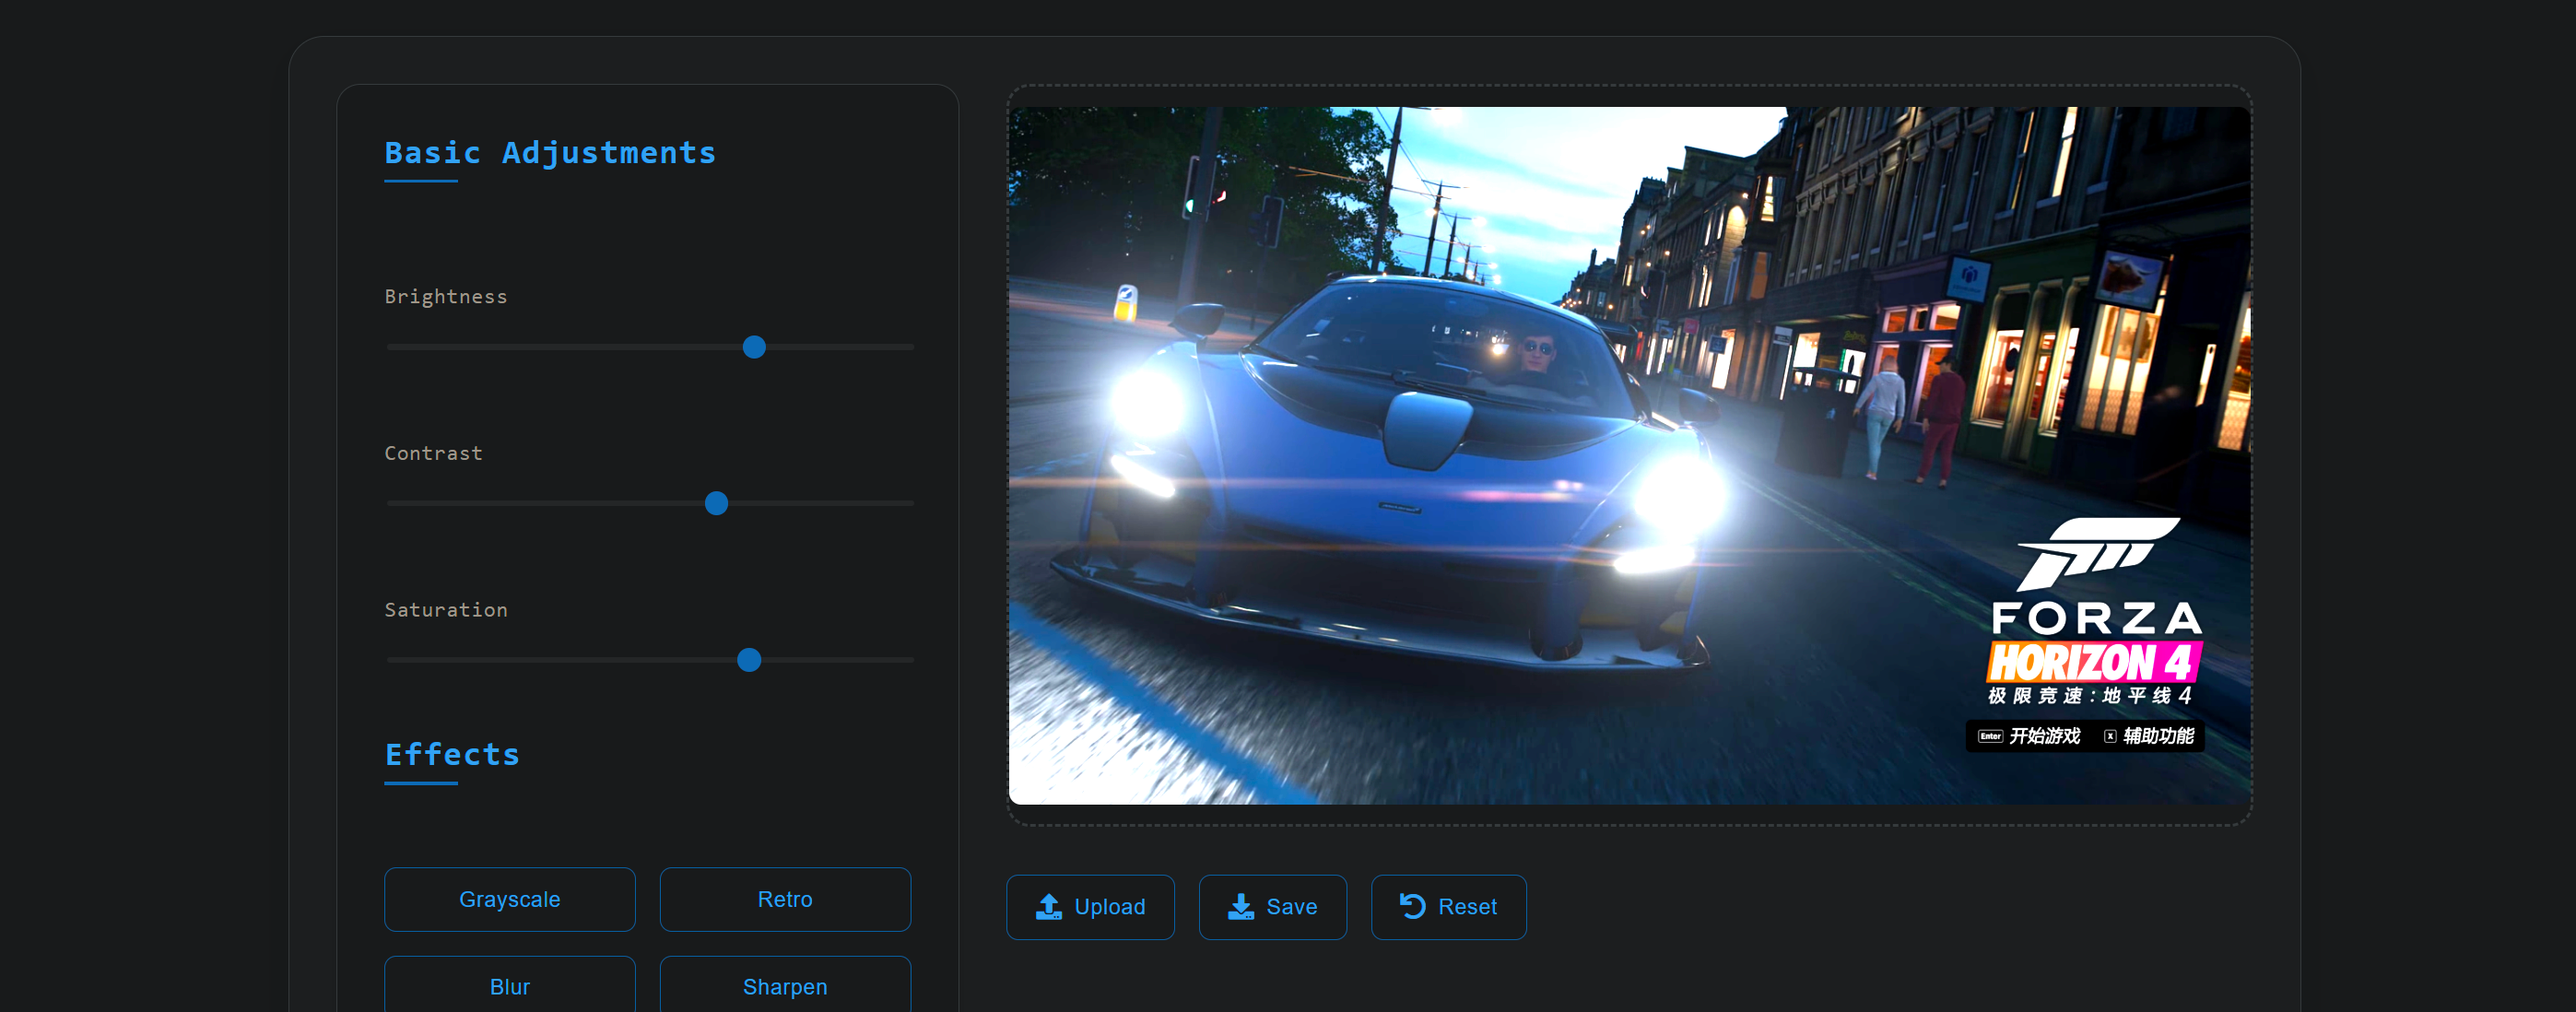 Basic Adjustments
Brightness
Contrast
Saturation
Effects
Grayscale
Retro
Blur
Sharpen
FORZA
HORIZON 4
极限竞速:地平线4
Enter 开始游戏 X 辅助功能
Upload
Save
Reset